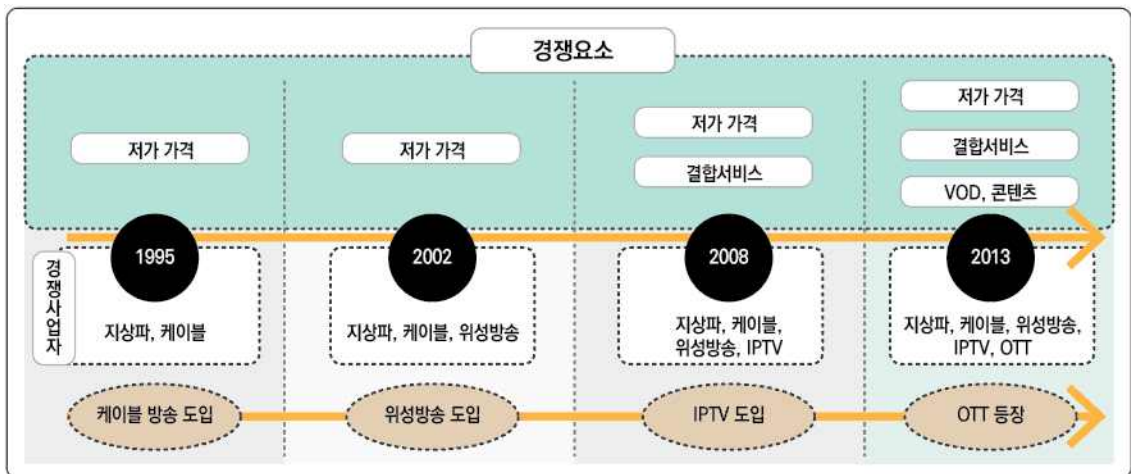 경쟁요소
저가 가격
저가 가격
저가 가격
결합서비스
저가 가격
결합서비스
VOD, 콘텐츠
경쟁사업자
1995
지상파, 케이블
2002
지상파, 케이블, 위성방송
2008
지상파, 케이블,
위성방송, IPTV
2013
지상파, 케이블, 위성방송,
IPTV, OTT
케이블 방송 도입
위성방송 도입
IPTV 도입
OTT 등장